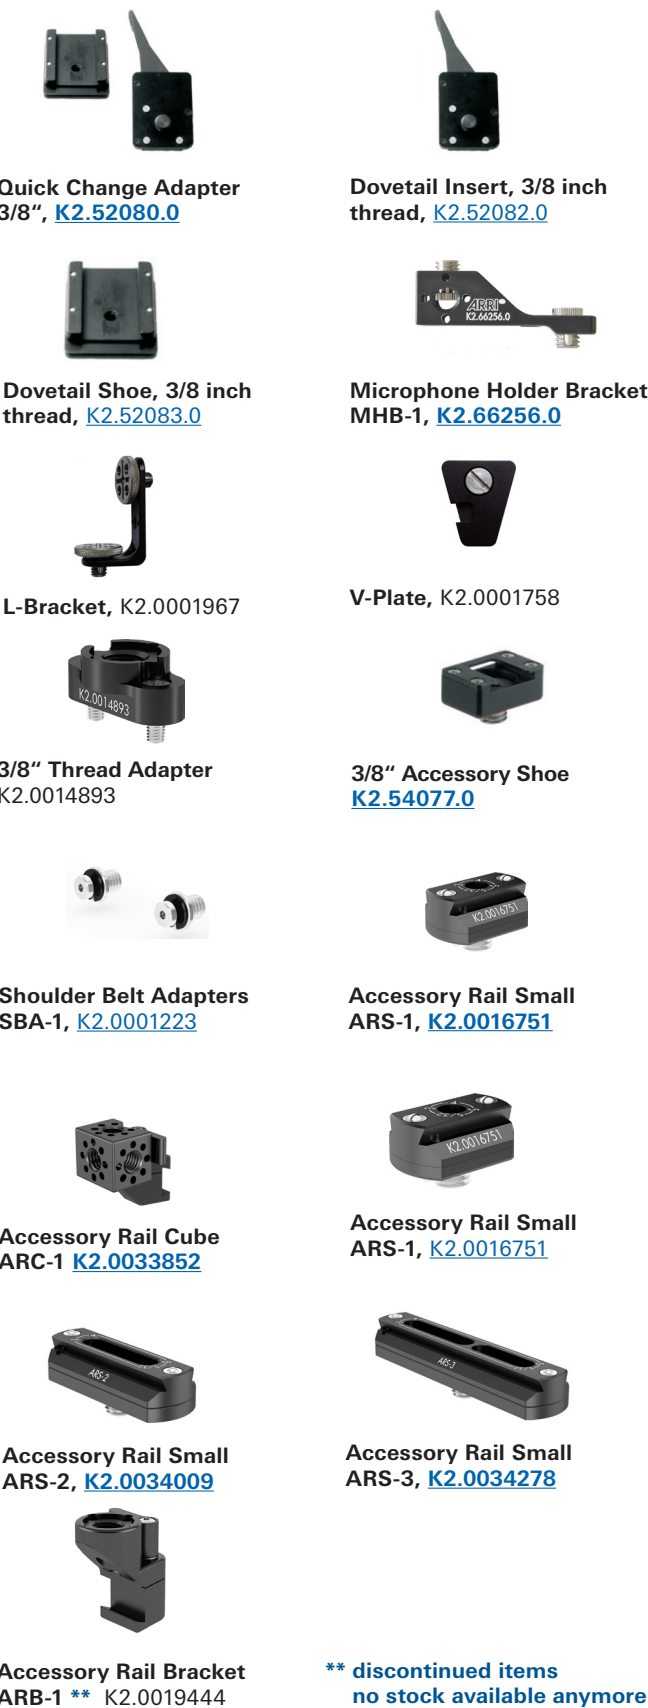 Quick Change Adapter
3/8“, K2.52080.0
Dovetail Insert, 3/8 inch
thread, K2.52082.0
ARRI
K2.66256.0
Dovetail Shoe, 3/8 inch
thread, K2.52083.0
Microphone Holder Bracket
MHB-1, K2.66256.0
L-Bracket, K2.0001967
V-Plate, K2.0001758
K2.0014893
3/8“ Thread Adapter
K2.0014893
3/8“ Accessory Shoe
K2.54077.0
K2.0016751
Shoulder Belt Adapters
SBA-1, K2.0001223
Accessory Rail Small
ARS-1, K2.0016751
K2.0016751
Accessory Rail Cube
ARC-1 K2.0033852
Accessory Rail Small
ARS-1, K2.0016751
ARS-2
ARS-3
Accessory Rail Small
ARS-2, K2.0034009
Accessory Rail Small
ARS-3, K2.0034278
Accessory Rail Bracket
ARB-1 ** K2.0019444
** discontinued items
no stock available anymore